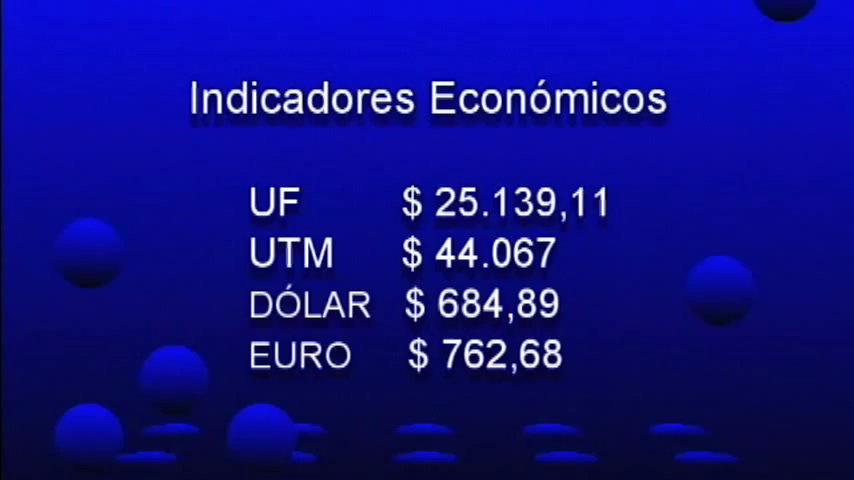 Indicadores Económicos
UF $ 25.139,11
UTM $ 44.067
DÓLAR $ 684,89
EURO $ 762,68